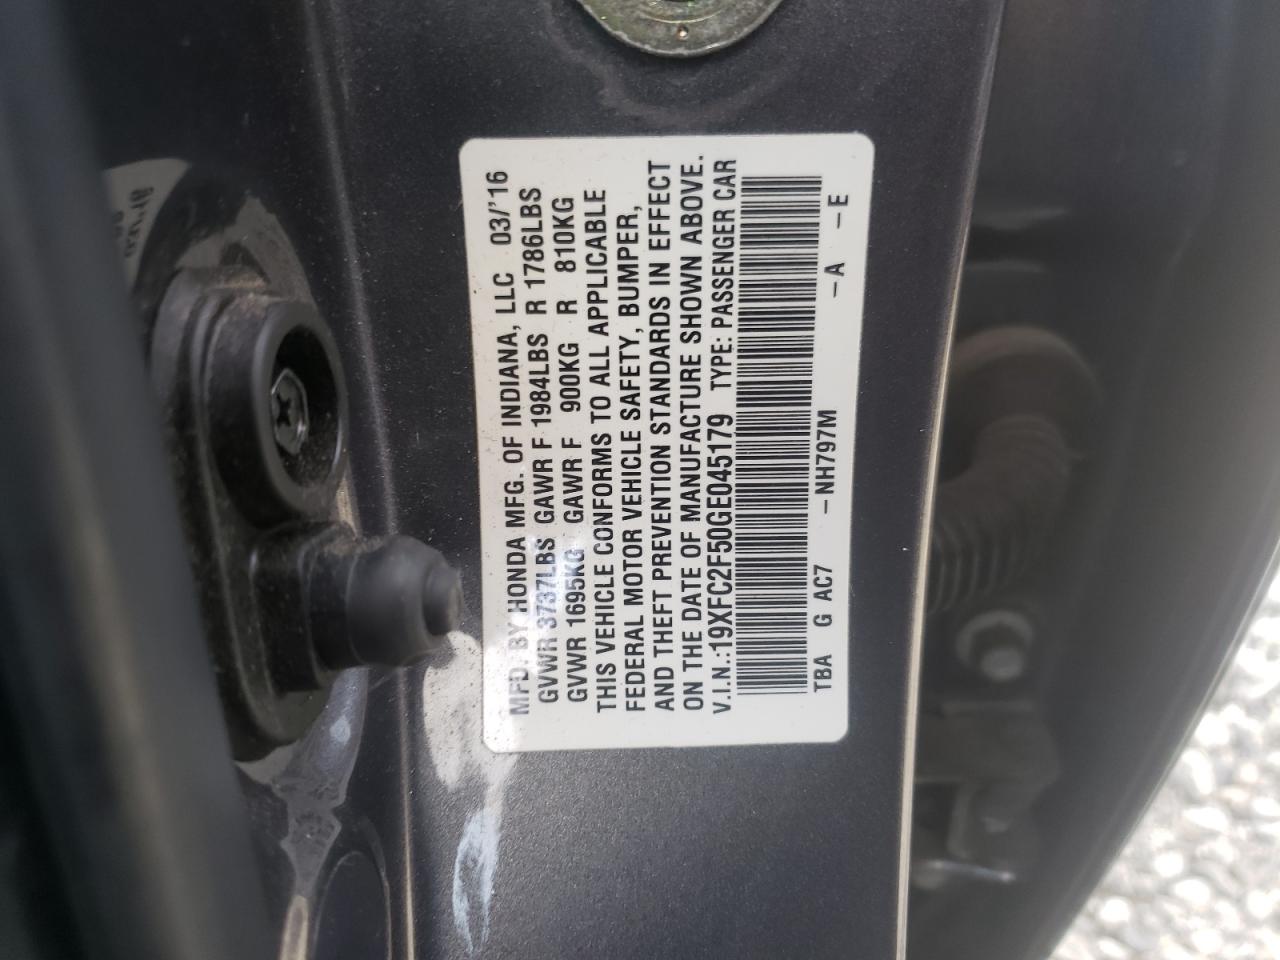 MFD. BY HONDA MFG. OF INDIANA, LLC 03/'16
GVWR 3737LBS GAWR F 1984LBS R 1786LBS
GVWR 1695KG GAWR F 900KG R 810KG
THIS VEHICLE CONFORMS TO ALL APPLICABLE
FEDERAL MOTOR VEHICLE SAFETY, BUMPER,
AND THEFT PREVENTION STANDARDS IN EFFECT
ON THE DATE OF MANUFACTURE SHOWN ABOVE.
V.I.N.:19XFC2F50GE045179 TYPE: PASSENGER CAR
TBA G AC7 -NH797M -A -E